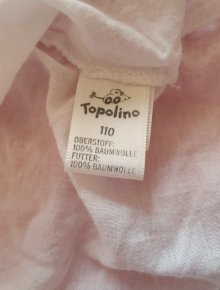 Topolino
110
OBERSTOFF:
100% BAUMWOLLE
FUTTER:
100% BAUMWOLLE